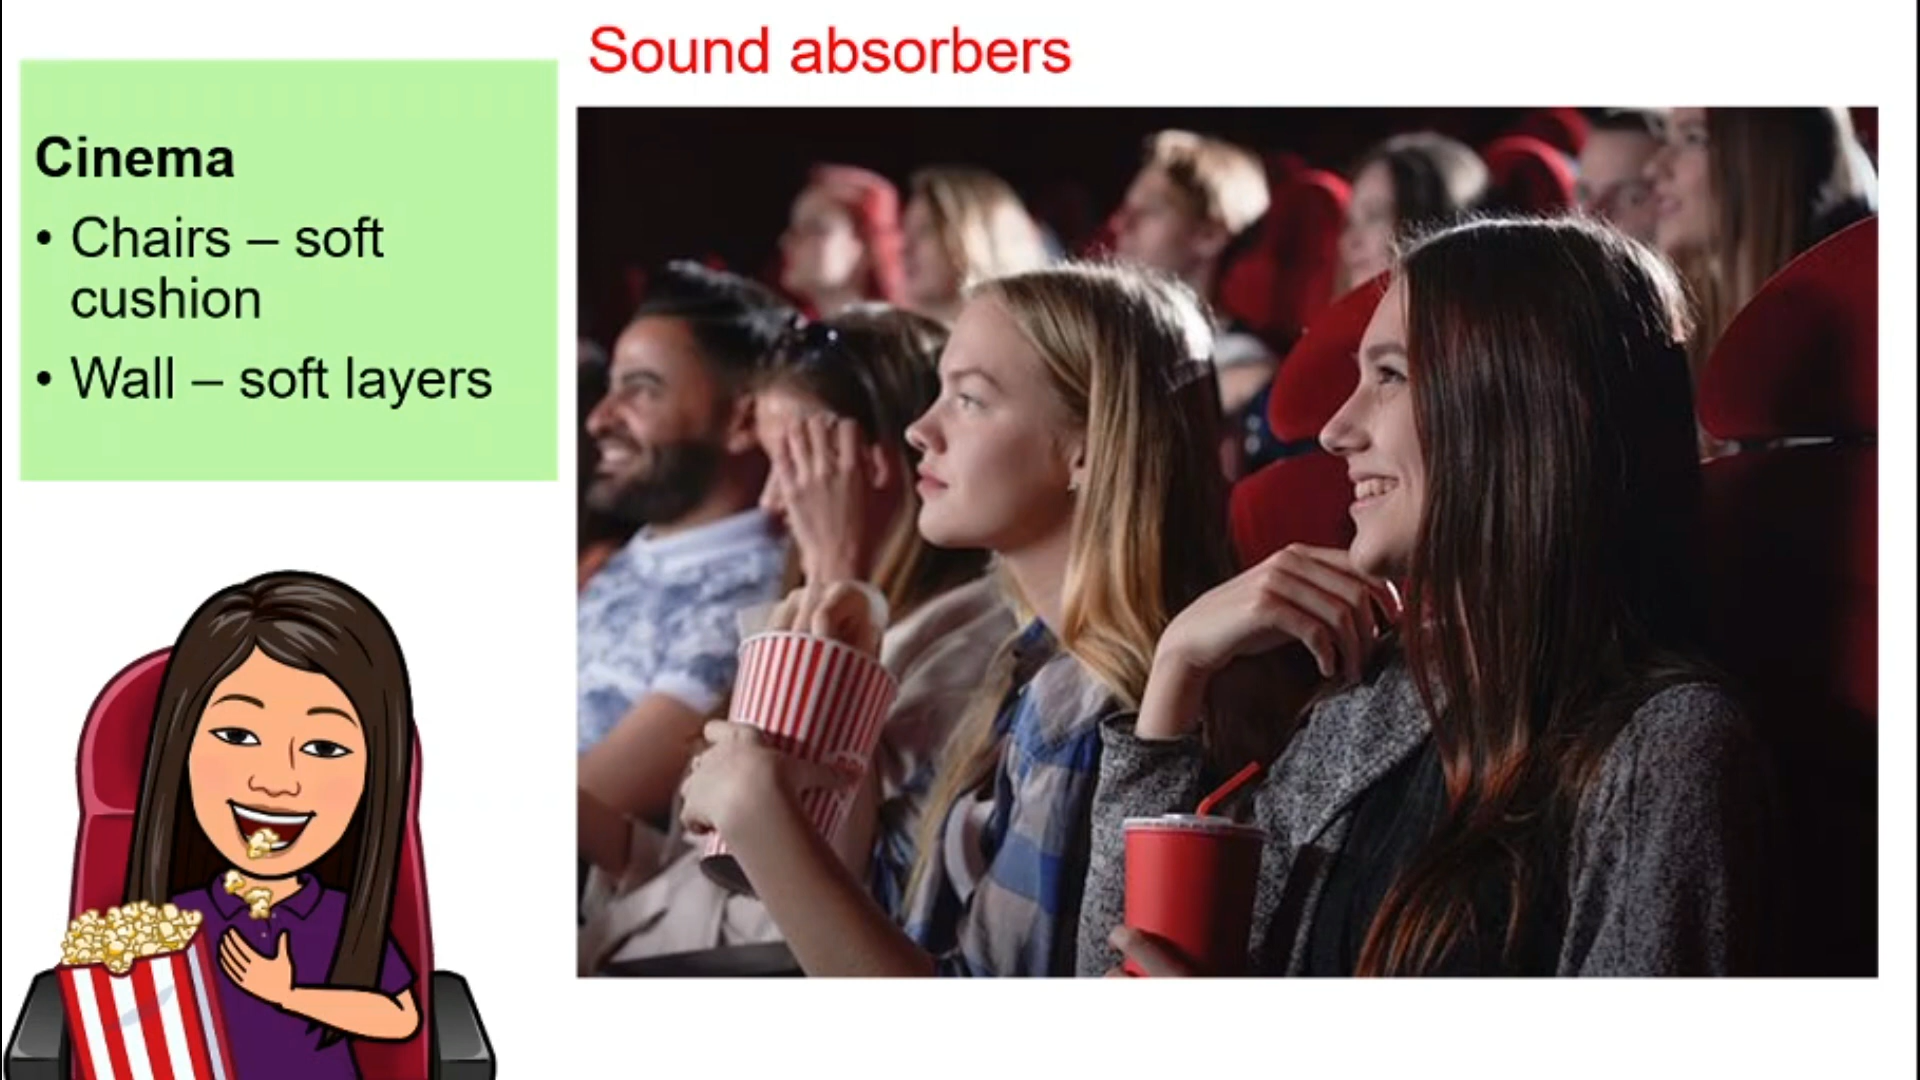 Sound absorbers
Cinema
• Chairs – soft
cushion
• Wall – soft layers